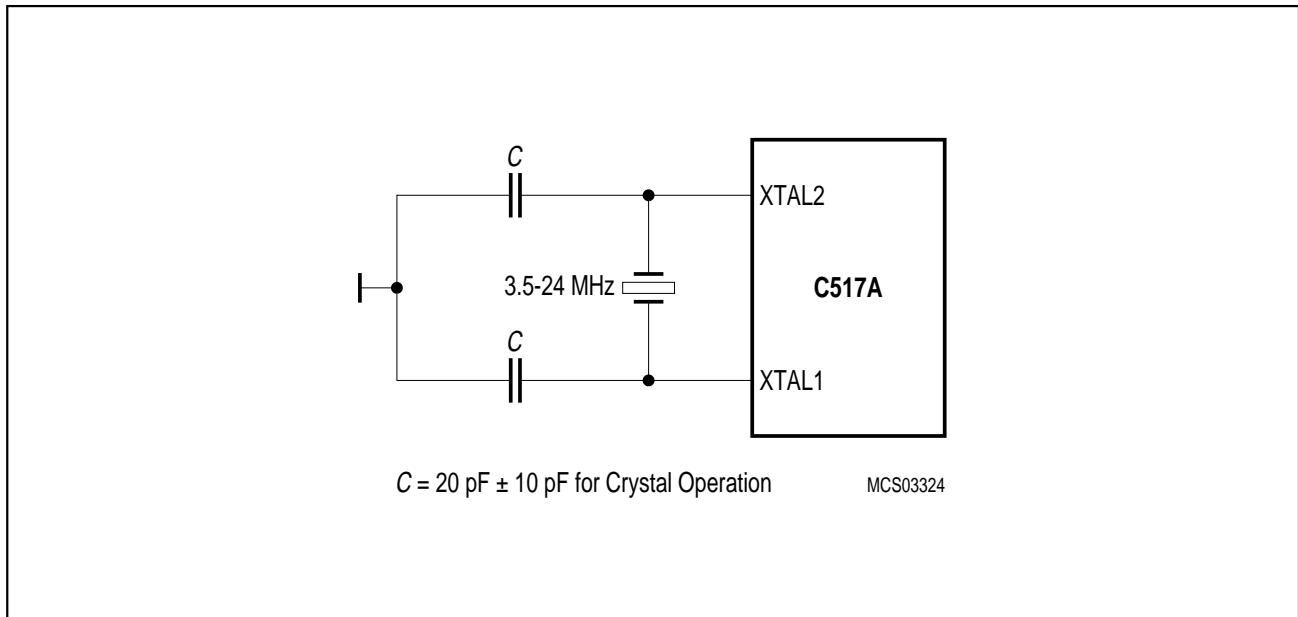 C
XTAL2
3.5-24 MHz
C517A
C
XTAL1
C = 20 pF ± 10 pF for Crystal Operation
MCS03324